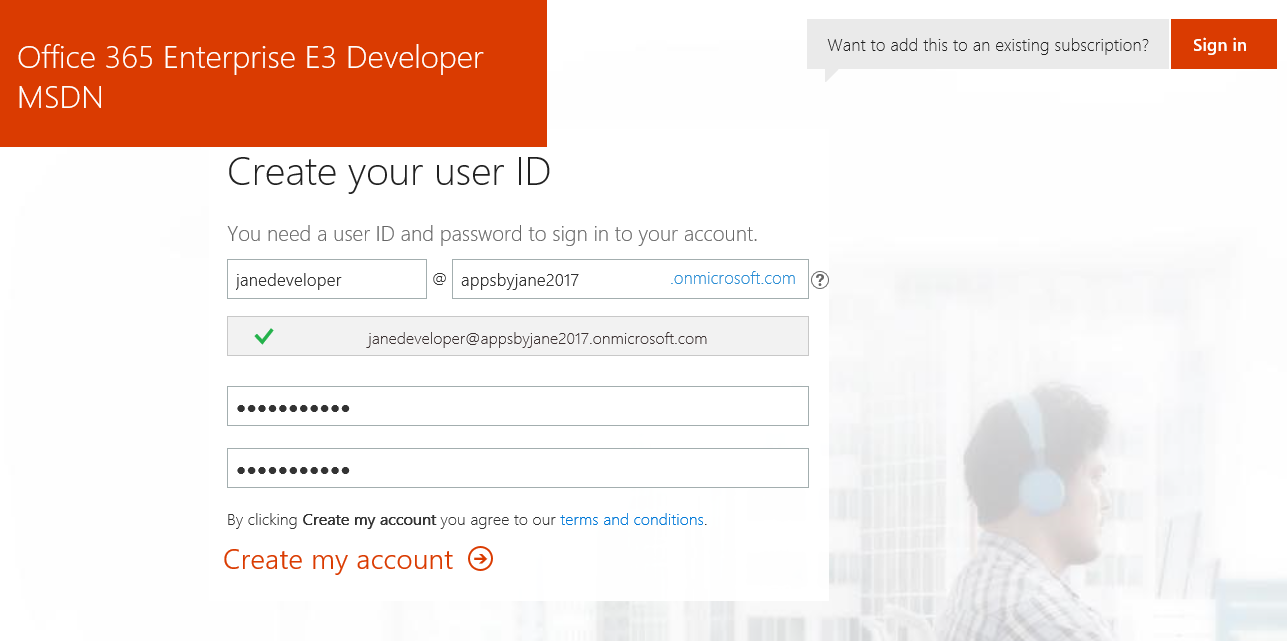 Office 365 Enterprise E3 Developer
MSDN
Want to add this to an existing subscription?
Sign in
Create your user ID
You need a user ID and password to sign in to your account.
janedeveloper @ appsbyjane2017 .onmicrosoft.com ?
janedeveloper@appsbyjane2017.onmicrosoft.com
●●●●●●●●●●●
●●●●●●●●●●●
By clicking Create my account you agree to our terms and conditions.
Create my account